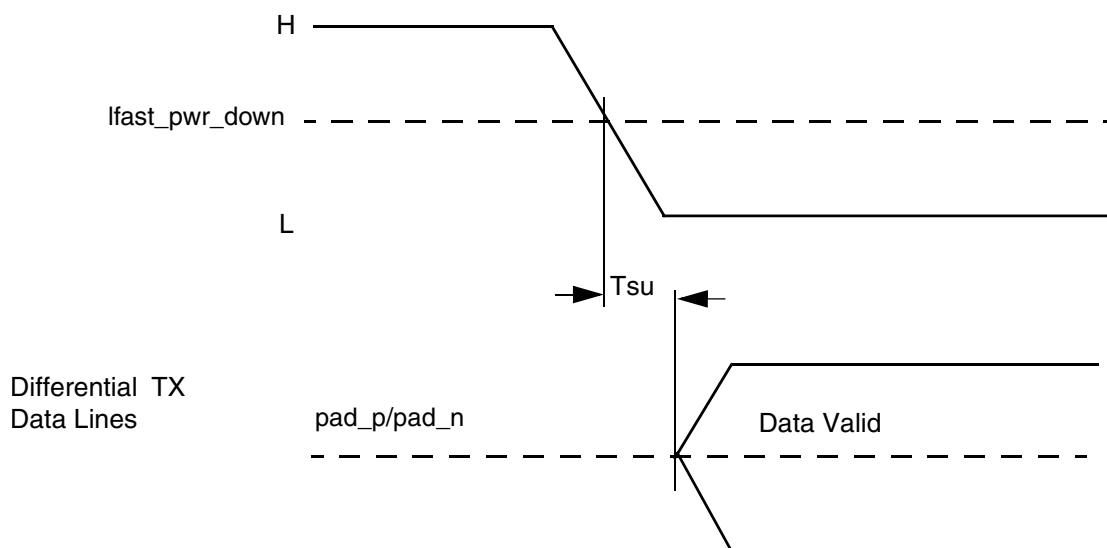 H
lfast_pwr_down
L
Tsu
Differential TX
Data Lines
pad_p/pad_n
Data Valid